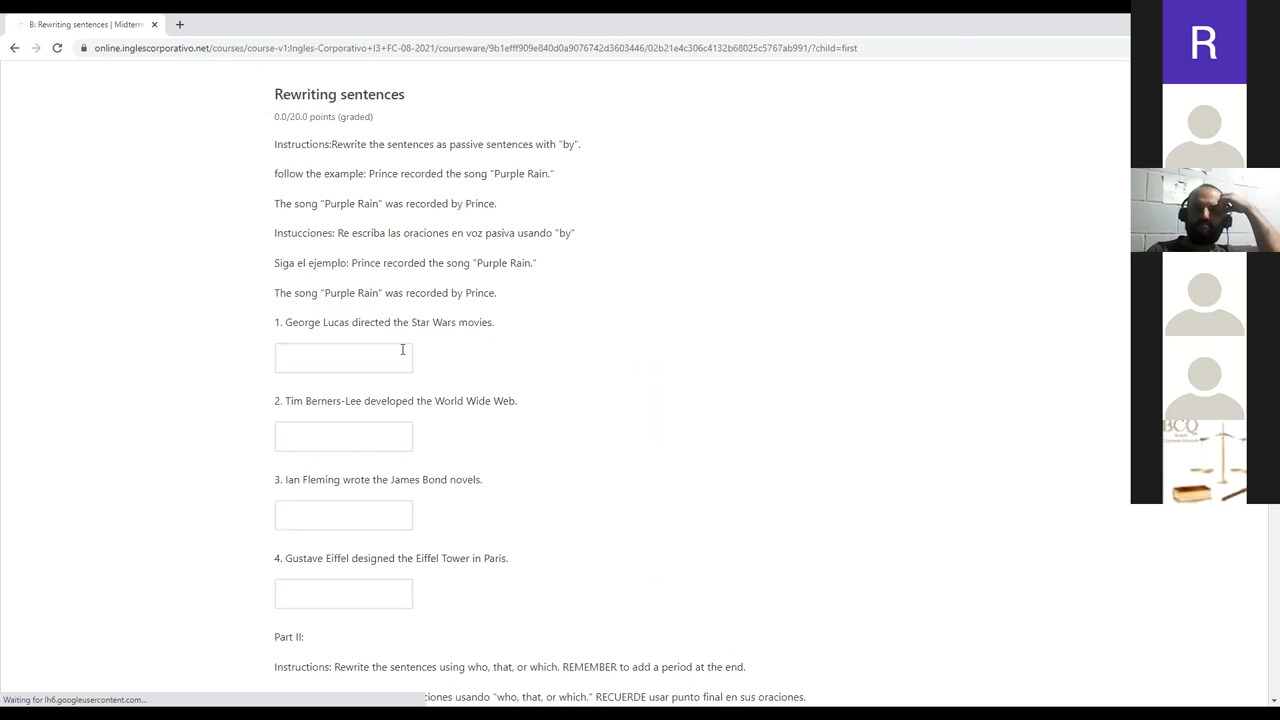 B: Rewriting sentences | Midterm
online.inglescorporativo.net/courses/course-v1:Ingles-Corporativo+I3+FC-08-2021/courseware/9b1efff909e840d0a9076742d3603446/02b21e4c306c4132b68025c5767ab991/?child=first
R
Rewriting sentences
0.0/20.0 points (graded)
Instructions:Rewrite the sentences as passive sentences with "by".
follow the example: Prince recorded the song "Purple Rain."
The song "Purple Rain" was recorded by Prince.
Instucciones: Re escriba las oraciones en voz pasiva usando "by"
Siga el ejemplo: Prince recorded the song "Purple Rain."
The song "Purple Rain" was recorded by Prince.
1. George Lucas directed the Star Wars movies.
2. Tim Berners-Lee developed the World Wide Web.
3. Ian Fleming wrote the James Bond novels.
4. Gustave Eiffel designed the Eiffel Tower in Paris.
BCQ
Part II:
Instructions: Rewrite the sentences using who, that, or which. REMEMBER to add a period at the end.
ciones usando "who, that, or which." RECUERDE usar punto final en sus oraciones.
Waiting for lh6.googleusercontent.com...